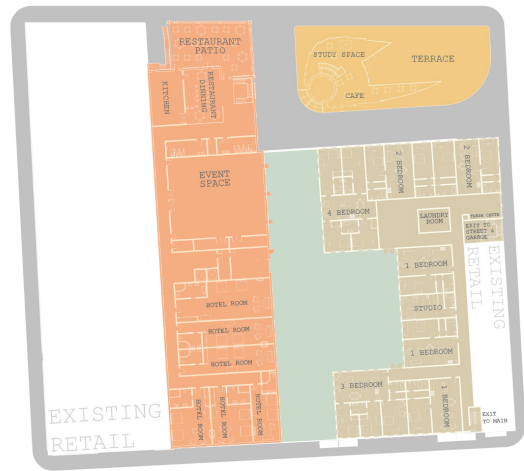 RESTAURANT
PATIO
STUDY SPACE
TERRACE
CAFE
KITCHEN
RESTAURANT
DINNING
EVENT
SPACE
2
BEDROOM
2
BEDROOM
4 BEDROOM
LAUNDRY
ROOM
EXIT TO
STREET &
GARAGE
EXISTING
RETAIL
1 BEDROOM
STUDIO
1 BEDROOM
3 BEDROOM
1
BEDROOM
HOTEL ROOM
HOTEL ROOM
HOTEL ROOM
HOTEL
ROOM
HOTEL
ROOM
HOTEL
ROOM
EXIT
TO MAIN
EXISTING
RETAIL